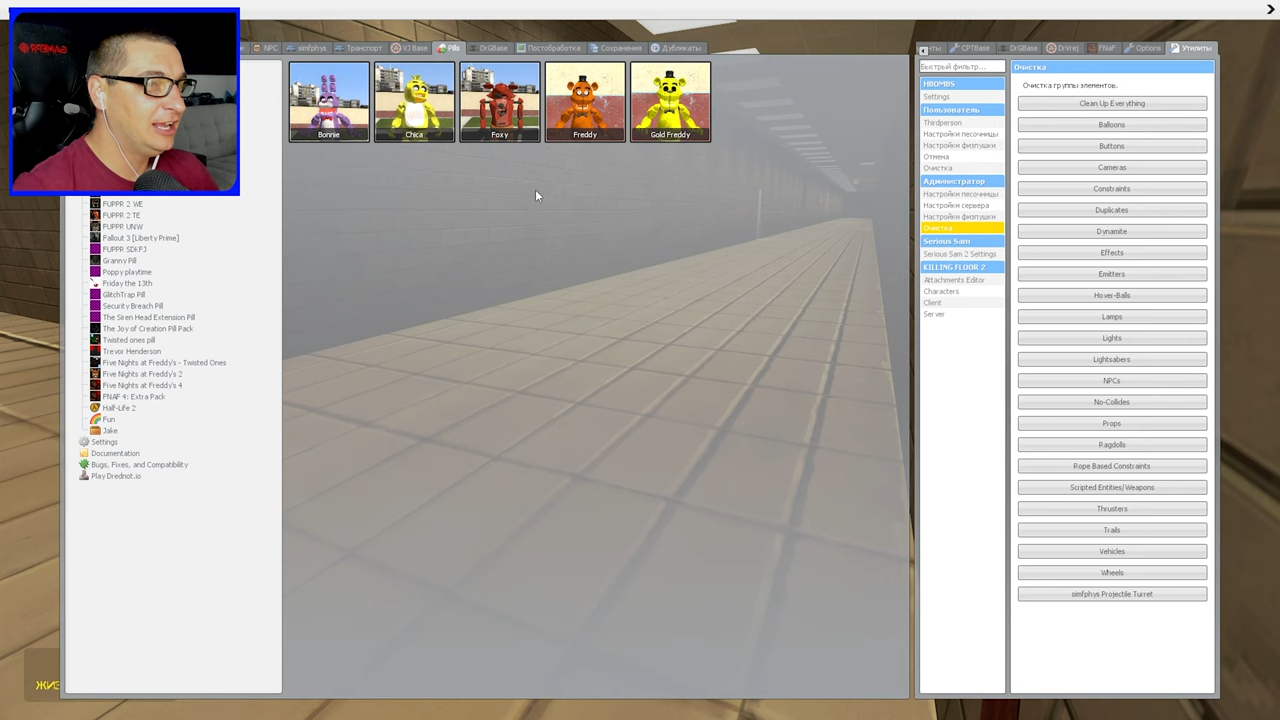 NPC simfphys Транспорт VJ Base Pills DrGBase Постобработка Сохранения Дубликаты
Bonnie Chica Foxy Freddy Gold Freddy
FUPPR 2 WE
FUPPR 2 TE
FUPPR UNW
Fallout 3 [Liberty Prime]
FUPPR SDKFJ
Granny Pill
Poppy playtime
Friday the 13th
GlitchTrap Pill
Security Breach Pill
The Siren Head Extension Pill
The Joy of Creation Pill Pack
Twisted ones pill
Trevor Henderson
Five Nights at Freddy's - Twisted Ones
Five Nights at Freddy's 2
Five Nights at Freddy's 4
FNAF 4: Extra Pack
Half-Life 2
Fun
Jake
Settings
Documentation
Bugs, Fixes, and Compatibility
Play Drednot.io
CPTBase DrGBase DrVrej FNaF Options Утилиты
Быстрый фильтр...
HBOMBS
Settings
Пользователь
Thirdperson
Настройки песочницы
Настройки физпушки
Отмена
Очистка
Администратор
Настройки песочницы
Настройки сервера
Настройки физпушки
Очистка
Serious Sam
Serious Sam 2 Settings
KILLING FLOOR 2
Attachments Editor
Characters
Client
Server
Очистка
Очистка группы элементов.
Clean Up Everything
Balloons
Buttons
Cameras
Constraints
Duplicates
Dynamite
Effects
Emitters
Hover-Balls
Lamps
Lights
Lightsabers
NPCs
No-Collides
Props
Ragdolls
Rope Based Constraints
Scripted Entities/Weapons
Thrusters
Trails
Vehicles
Wheels
simfphys Projectile Turret